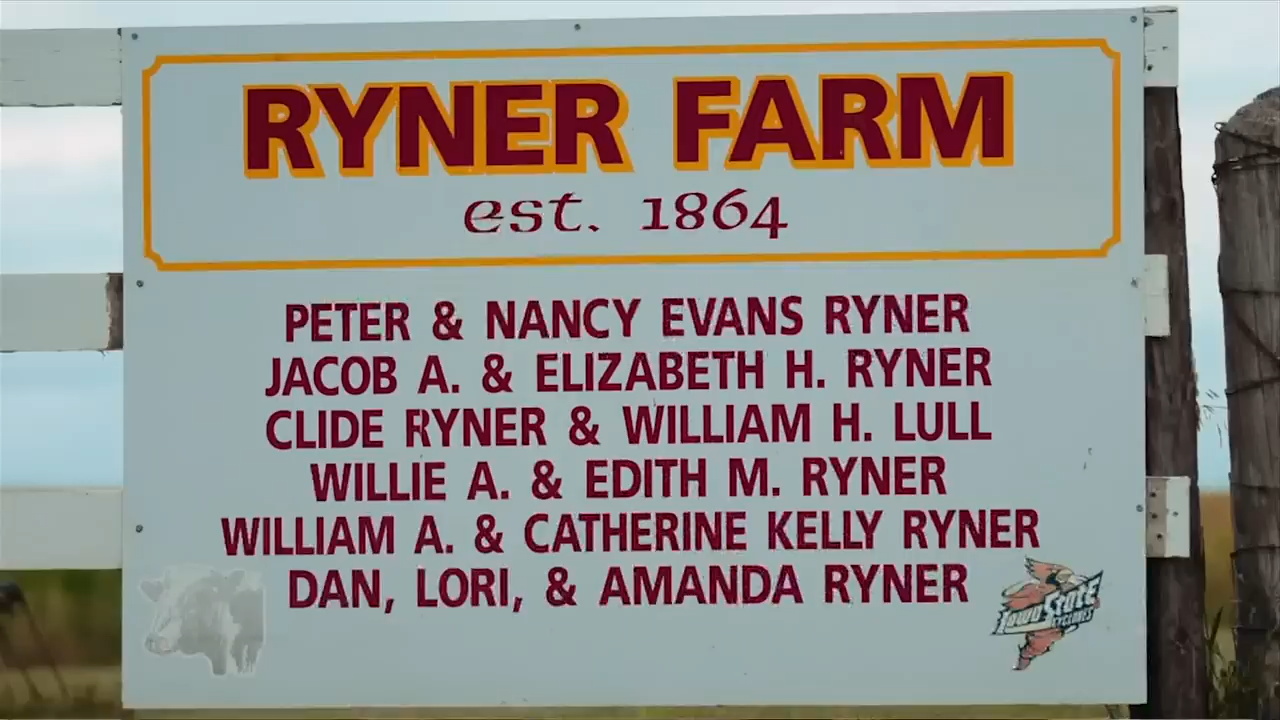 RYNER FARM
est. 1864
PETER & NANCY EVANS RYNER
JACOB A. & ELIZABETH H. RYNER
CLIDE RYNER & WILLIAM H. LULL
WILLIE A. & EDITH M. RYNER
WILLIAM A. & CATHERINE KELLY RYNER
DAN, LORI, & AMANDA RYNER
Iowa State
CYCLONES